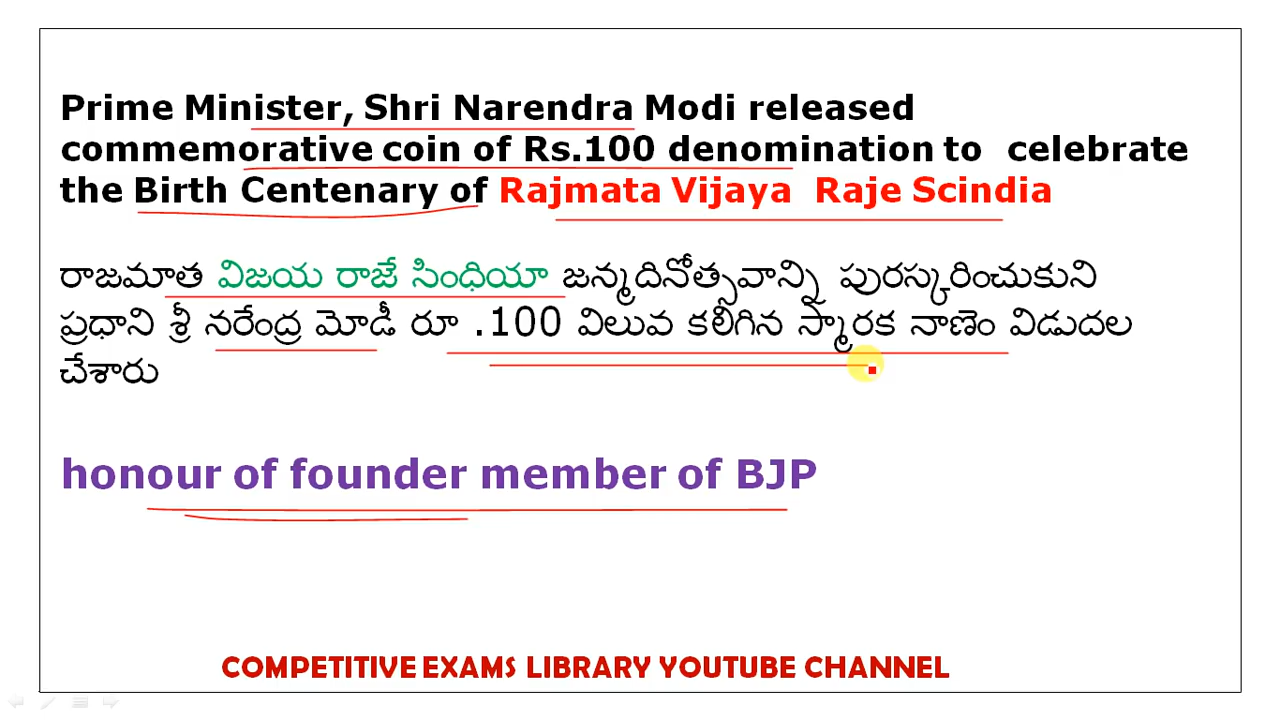 Prime Minister, Shri Narendra Modi released
commemorative coin of Rs.100 denomination to celebrate
the Birth Centenary of Rajmata Vijaya Raje Scindia
రాజమాత విజయ రాజే సింధియా జన్మదినోత్సవాన్ని పురస్కరించుకుని
ప్రధాని శ్రీ నరేంద్ర మోడీ రూ .100 విలువ కలిగిన స్మారక నాణెం విడుదల
చేశారు
honour of founder member of BJP
COMPETITIVE EXAMS LIBRARY YOUTUBE CHANNEL